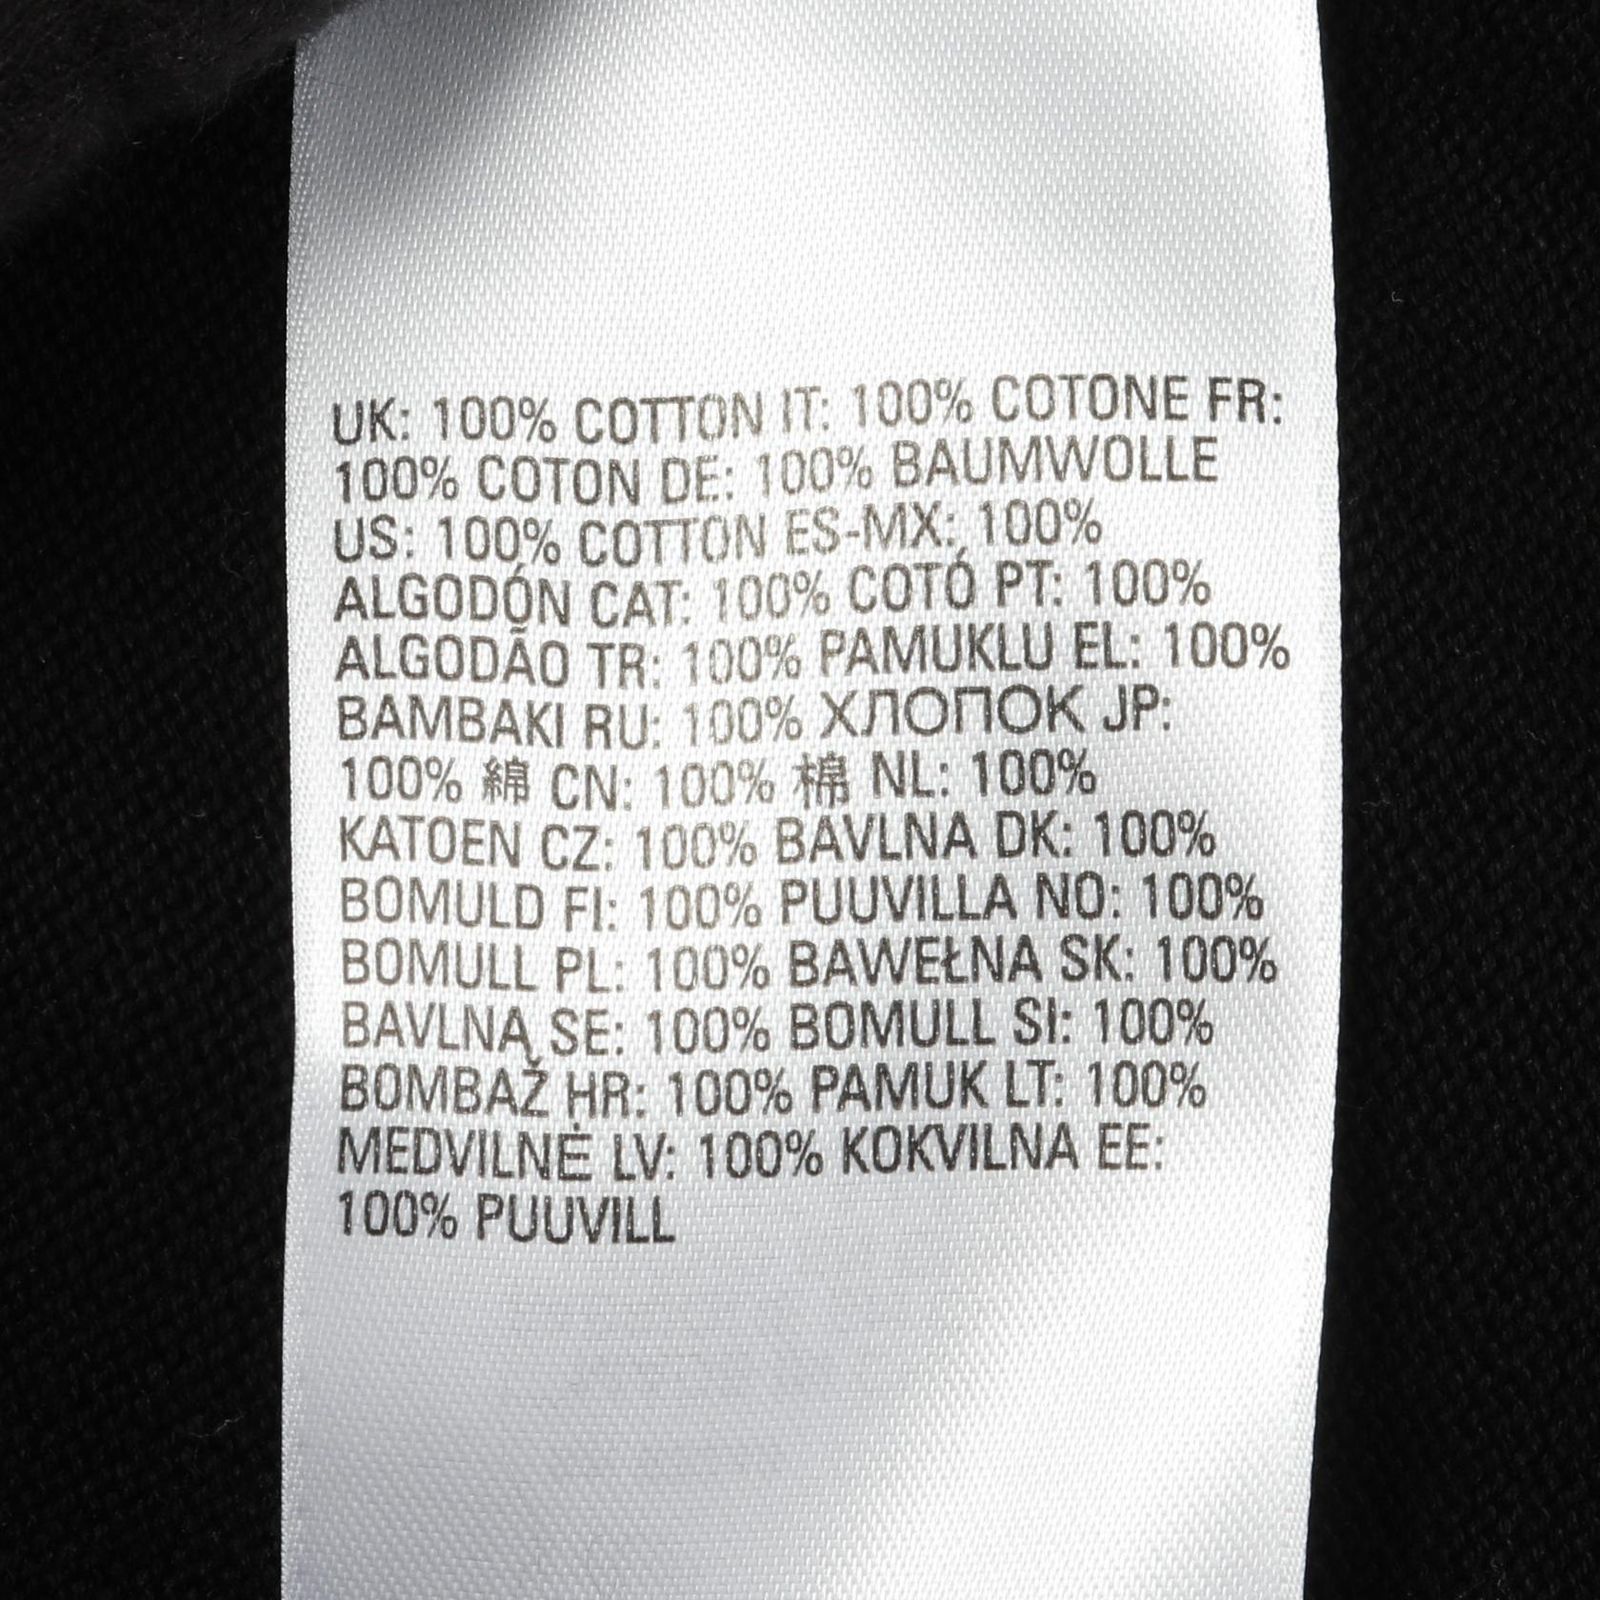 UK: 100% COTTON IT: 100% COTONE FR:
100% COTON DE: 100% BAUMWOLLE
US: 100% COTTON ES-MX: 100%
ALGODÓN CAT: 100% COTÓ PT: 100%
ALGODÃO TR: 100% PAMUKLU EL: 100%
BAMBAKI RU: 100% ХЛОПОК JP:
100% 綿 CN: 100% 棉 NL: 100%
KATOEN CZ: 100% BAVLNA DK: 100%
BOMULD FI: 100% PUUVILLA NO: 100%
BOMULL PL: 100% BAWEŁNA SK: 100%
BAVLNĄ SE: 100% BOMULL SI: 100%
BOMBAŽ HR: 100% PAMUK LT: 100%
MEDVILNĖ LV: 100% KOKVILNA EE:
100% PUUVILL